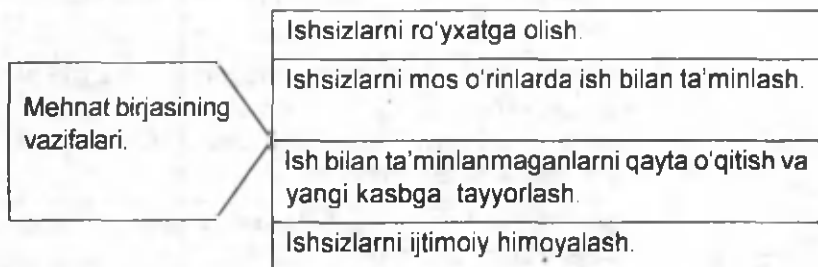 Mehnat birjasining
vazifalari.
Ishsizlarni ro'yxatga olish.
Ishsizlarni mos o'rinlarda ish bilan ta'minlash.
Ish bilan ta'minlanmaganlarni qayta o'qitish va
yangi kasbga tayyorlash.
Ishsizlarni ijtimoiy himoyalash.